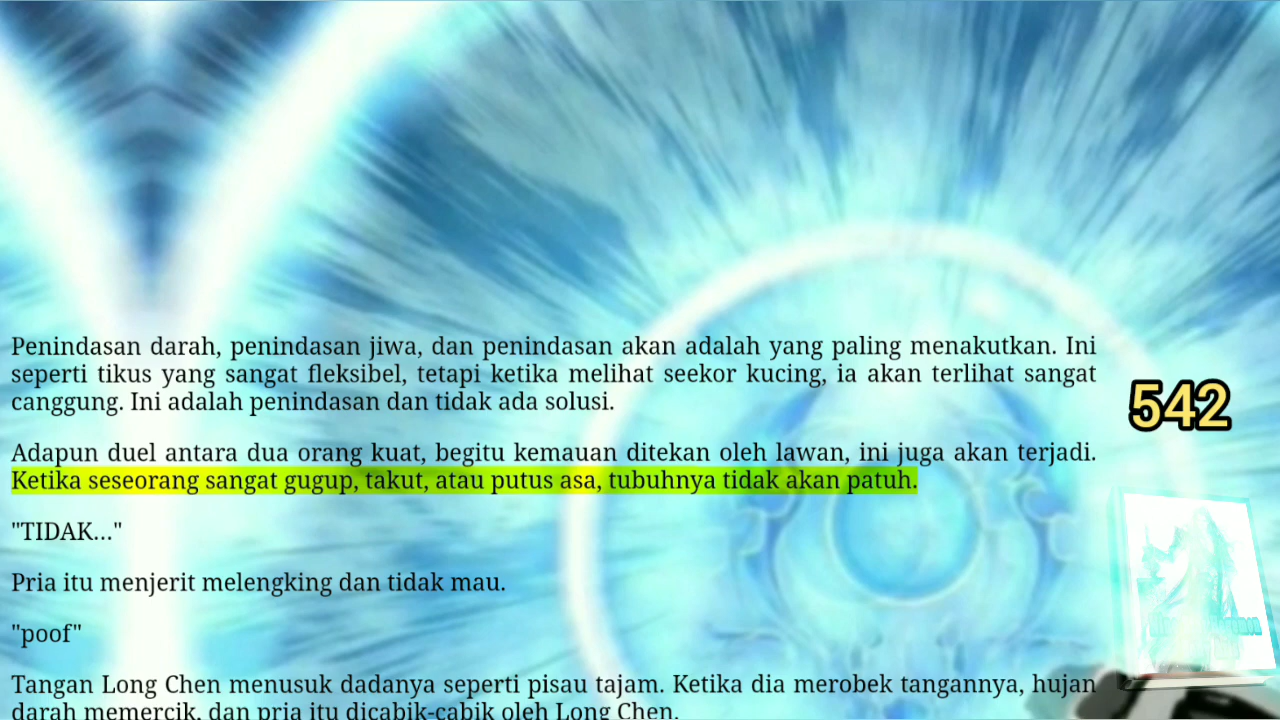 Penindasan darah, penindasan jiwa, dan penindasan akan adalah yang paling menakutkan. Ini
seperti tikus yang sangat fleksibel, tetapi ketika melihat seekor kucing, ia akan terlihat sangat
canggung. Ini adalah penindasan dan tidak ada solusi.
Adapun duel antara dua orang kuat, begitu kemauan ditekan oleh lawan, ini juga akan terjadi.
Ketika seseorang sangat gugup, takut, atau putus asa, tubuhnya tidak akan patuh.
"TIDAK..."
Pria itu menjerit melengking dan tidak mau.
"poof"
Tangan Long Chen menusuk dadanya seperti pisau tajam. Ketika dia merobek tangannya, hujan
darah memercik, dan pria itu dicabik-cabik oleh Long Chen.
542